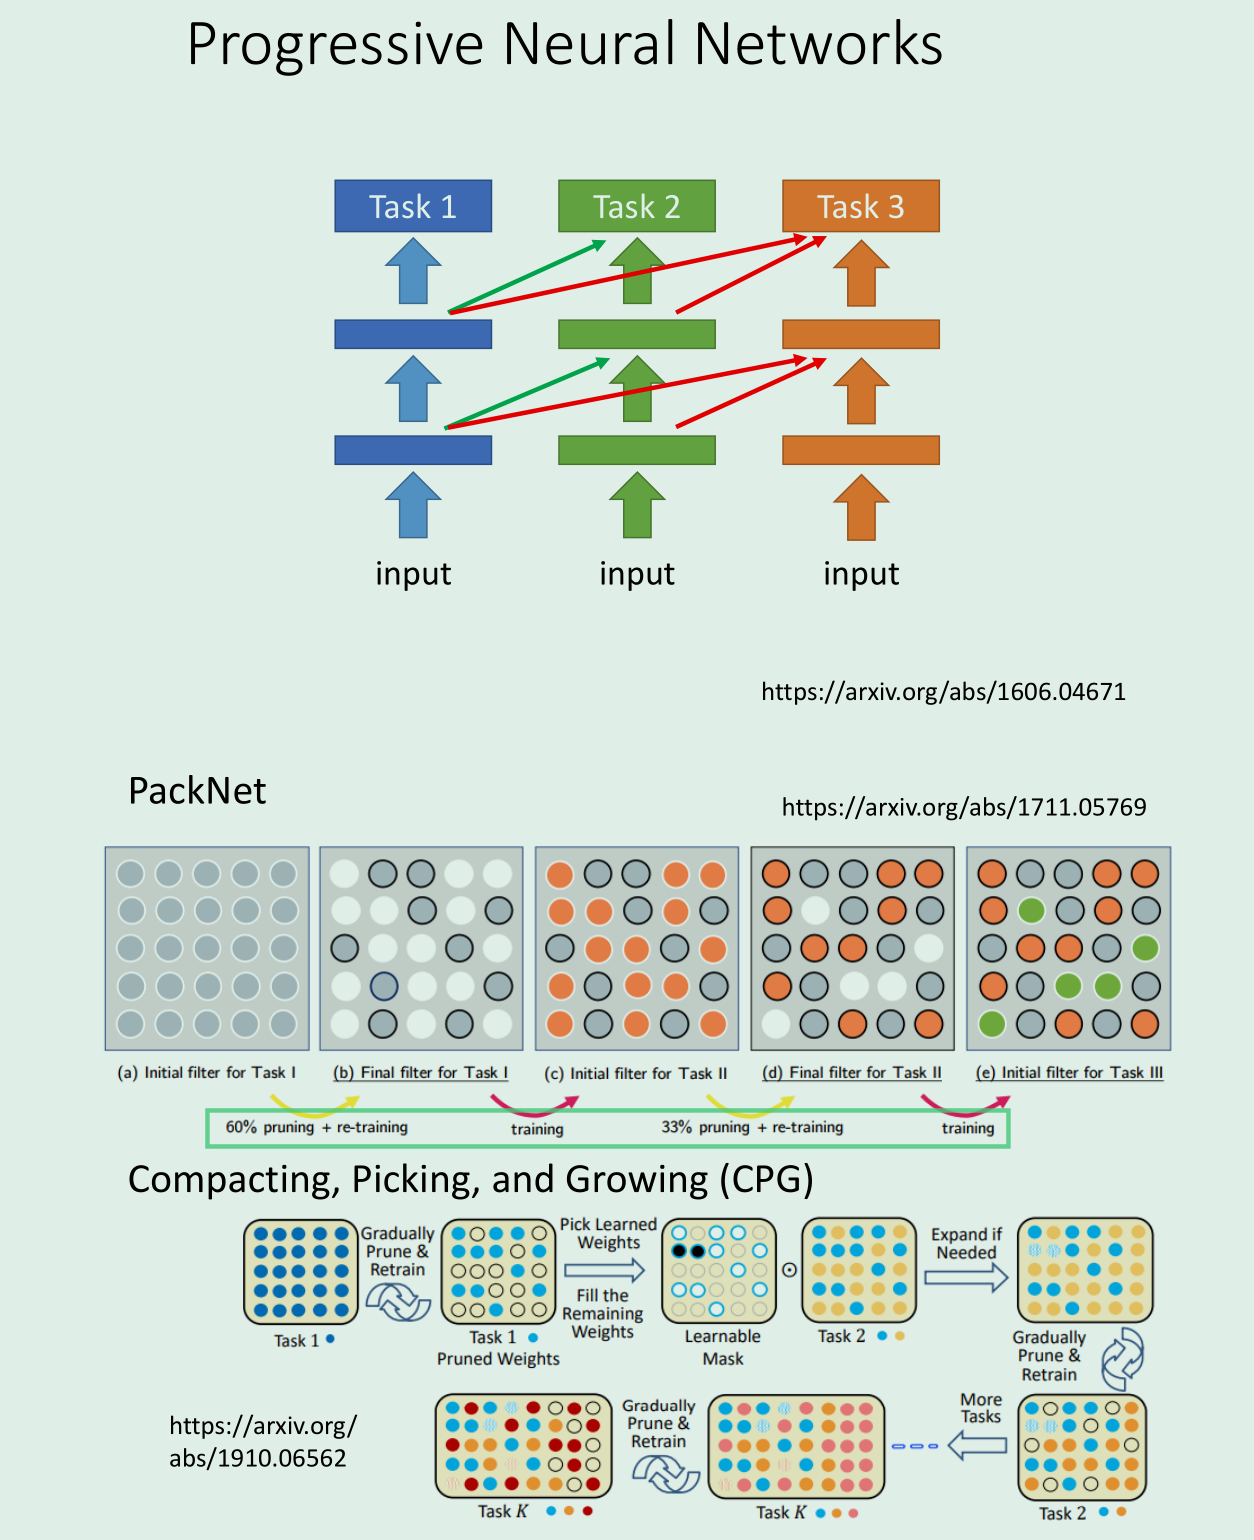 Progressive Neural Networks
Task 1
Task 2
Task 3
input
input
input
https://arxiv.org/abs/1606.04671
PackNet
https://arxiv.org/abs/1711.05769
(a) Initial filter for Task I
(b) Final filter for Task I
(c) Initial filter for Task II
(d) Final filter for Task II
(e) Initial filter for Task III
60% pruning + re-training
training
33% pruning + re-training
training
Compacting, Picking, and Growing (CPG)
Gradually
Prune &
Retrain
Pick Learned
Weights
Fill the
Remaining
Weights
Expand if
Needed
Task 1
Task 1
Pruned Weights
Learnable
Mask
Task 2
Gradually
Prune &
Retrain
More
Tasks
Gradually
Prune &
Retrain
https://arxiv.org/
abs/1910.06562
Task K
Task K
Task 2